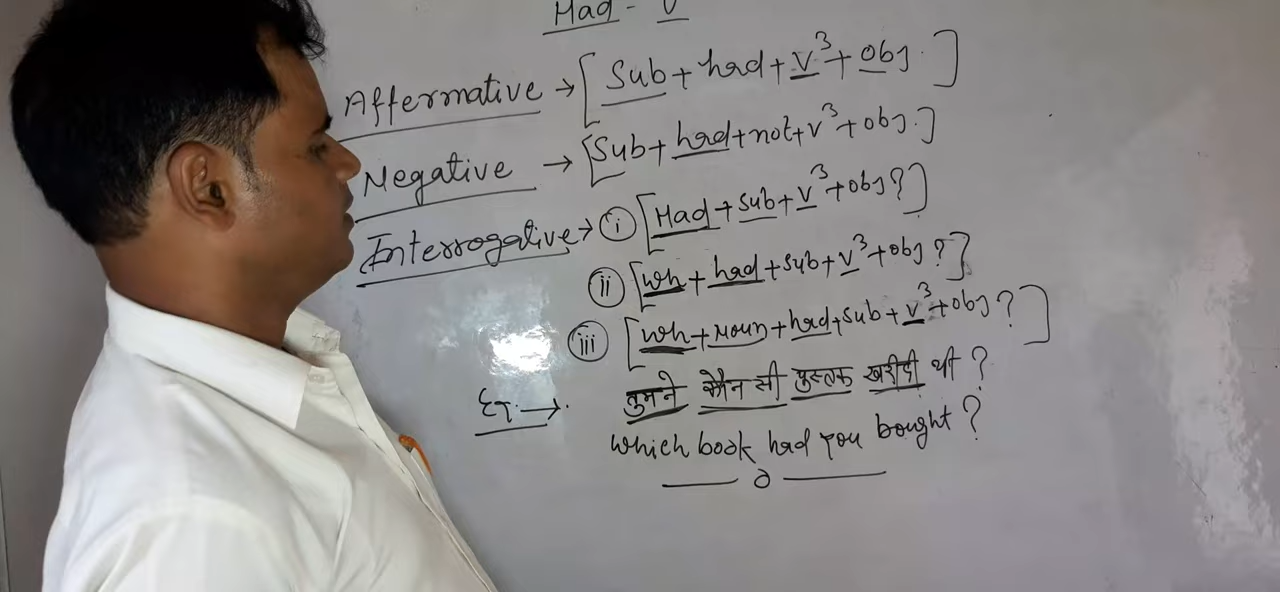 Had - V
Affermative → [Sub + had + V³ + obj.]
Negative → [Sub + had + not + V³ + obj.]
Interrogative → (i) [Had + sub + V³ + obj?]
(ii) [Wh + had + sub + V³ + obj?]
(iii) [Wh + Noun + had + sub + V³ + obj?]
तुमने कौन सी पुस्तक खरीदी थी?
which book had you bought?